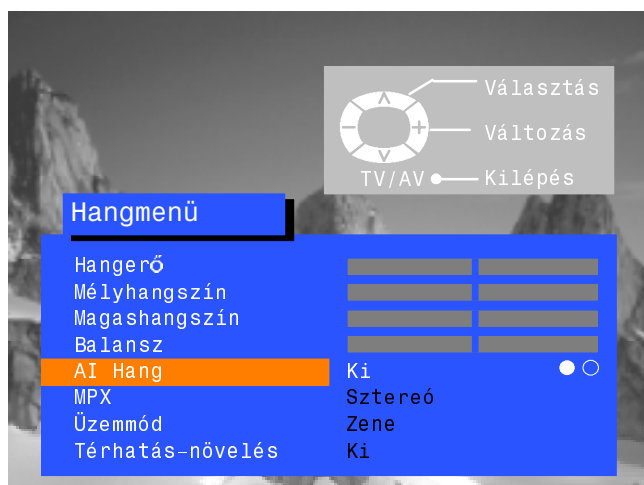 Választás
Változás
TV/AV Kilépés
Hangmenü
Hangerő
Mélyhangszín
Magashangszín
Balansz
AI Hang Ki
MPX Sztereó
Üzemmód Zene
Térhatás-növelés Ki